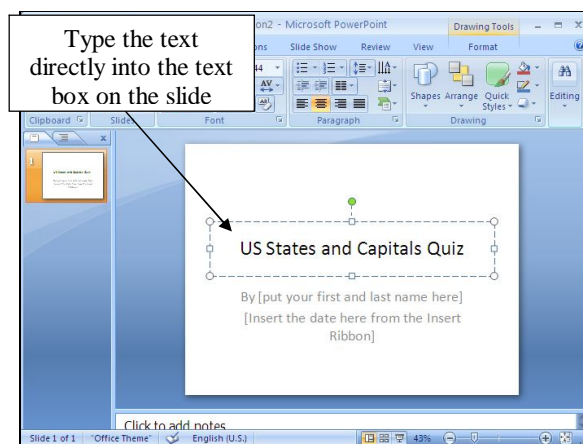 Type the text
directly into the text
box on the slide
on2 - Microsoft PowerPoint
Drawing Tools
ons Slide Show Review View Format
44
Shapes Arrange Quick
Styles
Editing
Clipboard Slides Font Paragraph Drawing
1
US States and Capitals Quiz
By [put your first and last name here]
[Insert the date here from the Insert
Ribbon]
Click to add notes
Slide 1 of 1 "Office Theme" English (U.S.) 43%